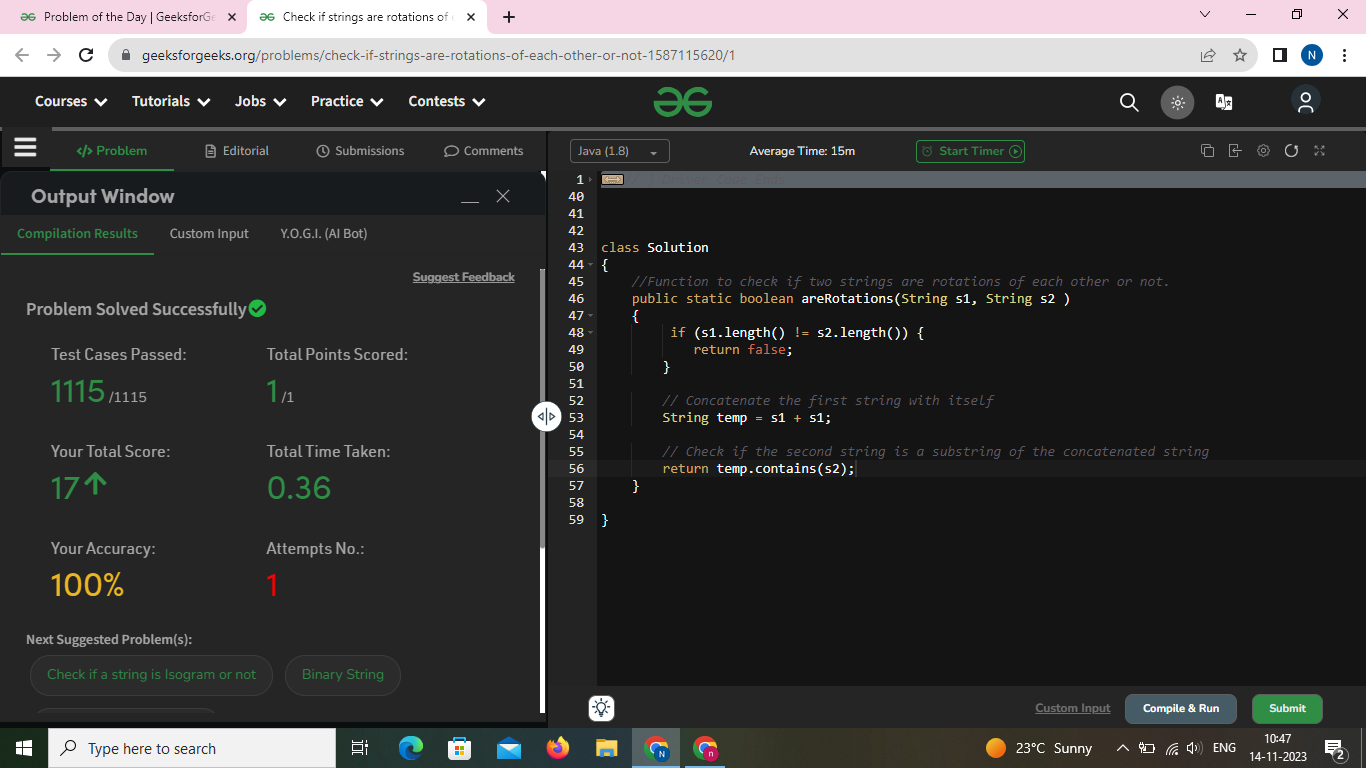 Problem of the Day | GeeksforGe
Check if strings are rotations of e
geeksforgeeks.org/problems/check-if-strings-are-rotations-of-each-other-or-not-1587115620/1
N
Courses
Tutorials
Jobs
Practice
Contests
</> Problem
Editorial
Submissions
Comments
Java (1.8)
Average Time: 15m
Start Timer
Output Window
Compilation Results
Custom Input
Y.O.G.I. (AI Bot)
Suggest Feedback
Problem Solved Successfully
Test Cases Passed:
1115 /1115
Total Points Scored:
1 /1
Your Total Score:
17
Total Time Taken:
0.36
Your Accuracy:
100%
Attempts No.:
1
Next Suggested Problem(s):
Check if a string is Isogram or not
Binary String
1
40
41
42
43 class Solution
44 {
45 //Function to check if two strings are rotations of each other or not.
46 public static boolean areRotations(String s1, String s2 )
47 {
48 if (s1.length() != s2.length()) {
49 return false;
50 }
51
52 // Concatenate the first string with itself
53 String temp = s1 + s1;
54
55 // Check if the second string is a substring of the concatenated string
56 return temp.contains(s2);
57 }
58
59 }
Custom Input
Compile & Run
Submit
Type here to search
N
n
23°C Sunny
ENG
10:47
14-11-2023
2